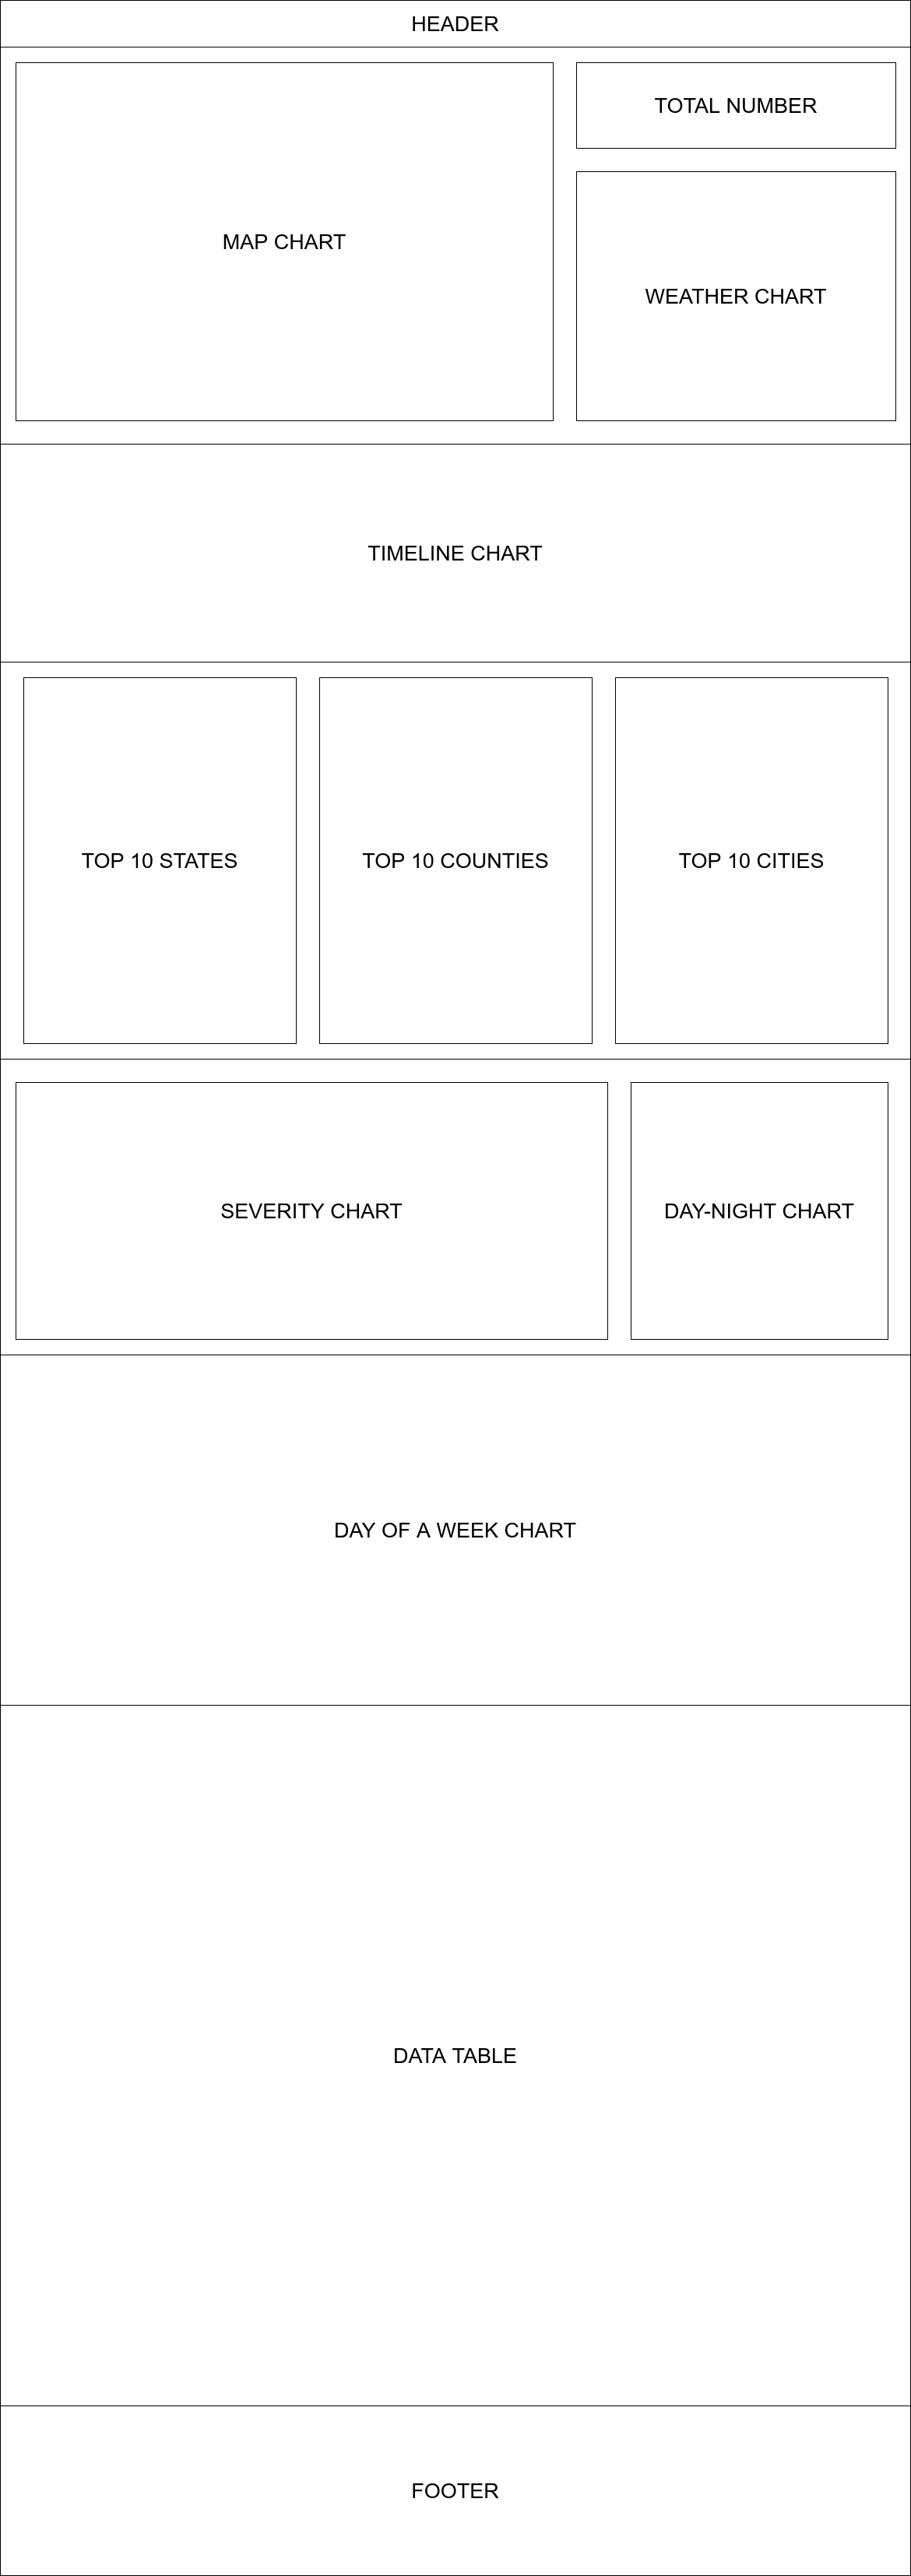 HEADER
MAP CHART
TOTAL NUMBER
WEATHER CHART
TIMELINE CHART
TOP 10 STATES
TOP 10 COUNTIES
TOP 10 CITIES
SEVERITY CHART
DAY-NIGHT CHART
DAY OF A WEEK CHART
DATA TABLE
FOOTER